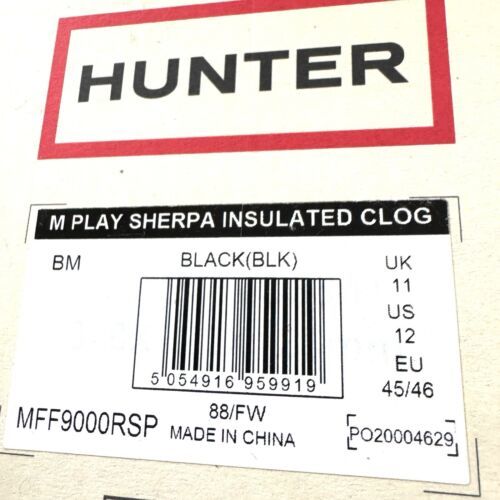 HUNTER
M PLAY SHERPA INSULATED CLOG
BM
BLACK(BLK)
UK
11
US
12
EU
45/46
5 054916 959919
MFF9000RSP
88/FW
MADE IN CHINA
PO20004629